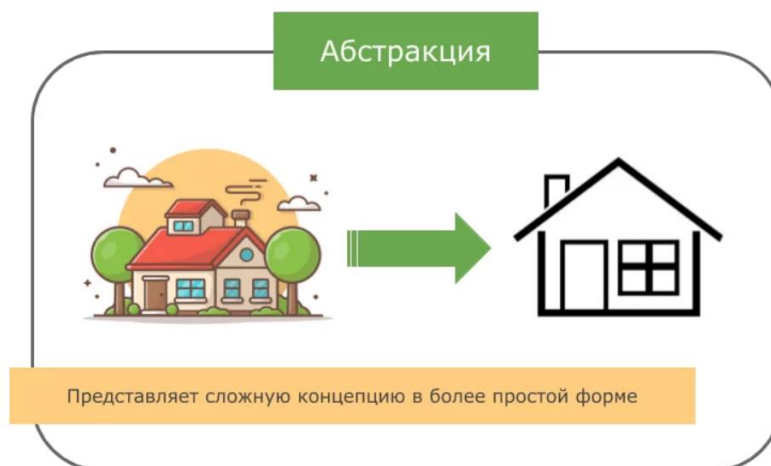 Абстракция
Представляет сложную концепцию в более простой форме